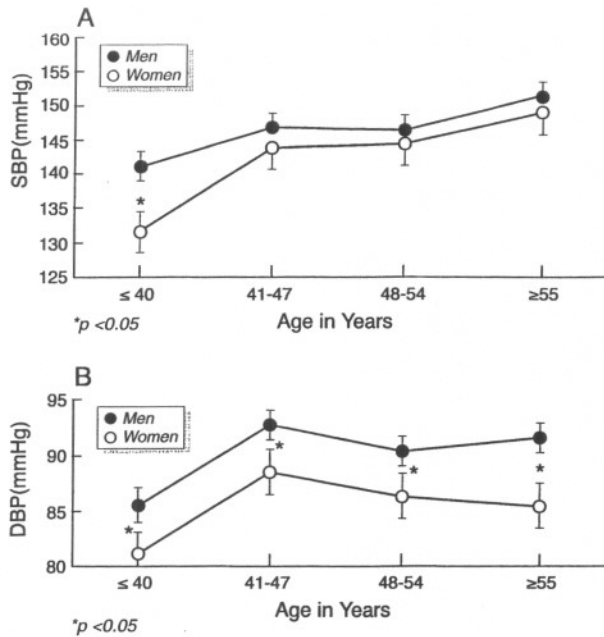 A
Men
Women
SBP(mmHg)
160
155
150
145
140
135
130
125
*
≤ 40
41-47
48-54
≥55
*p <0.05
Age in Years
B
Men
Women
DBP(mmHg)
95
90
85
80
*
*
*
*
≤ 40
41-47
48-54
≥55
Age in Years
*p <0.05